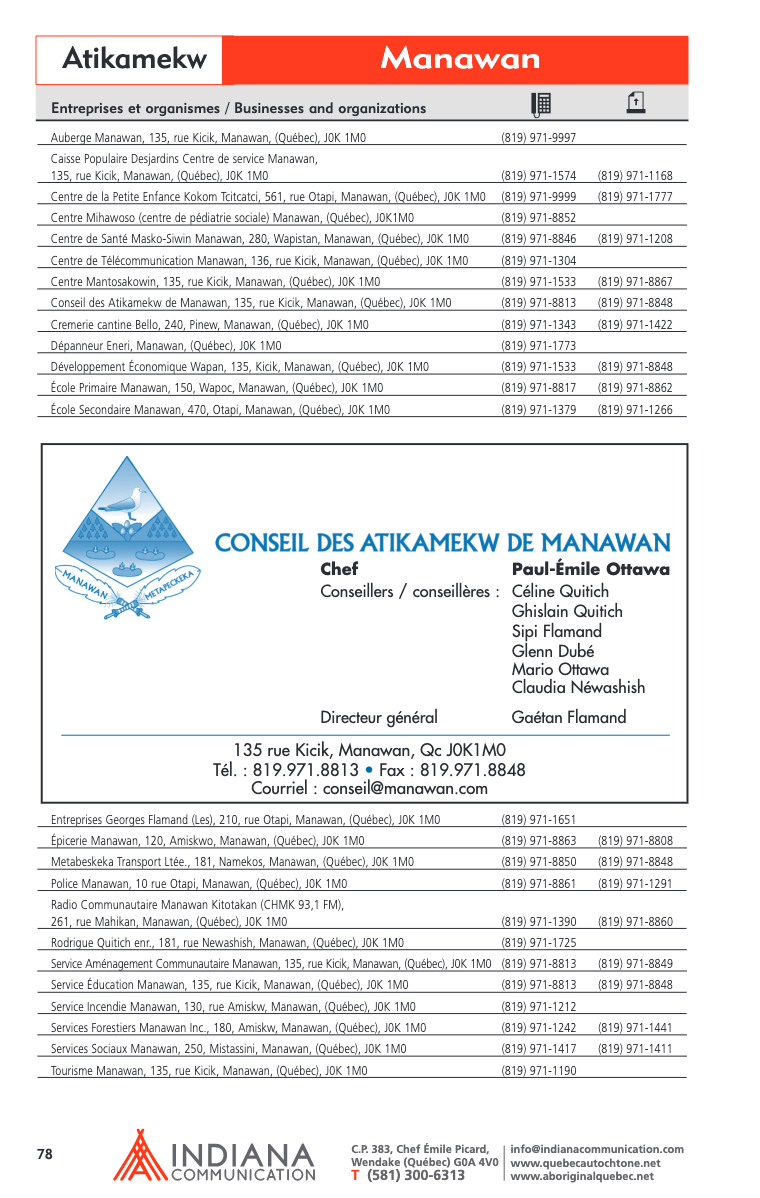 Atikamekw
Manawan
Entreprises et organismes / Businesses and organizations
Auberge Manawan, 135, rue Kicik, Manawan, (Québec), J0K 1M0 (819) 971-9997
Caisse Populaire Desjardins Centre de service Manawan,
135, rue Kicik, Manawan, (Québec), J0K 1M0 (819) 971-1574 (819) 971-1168
Centre de la Petite Enfance Kokom Tcitcatci, 561, rue Otapi, Manawan, (Québec), J0K 1M0 (819) 971-9999 (819) 971-1777
Centre Mihawoso (centre de pédiatrie sociale) Manawan, (Québec), J0K1M0 (819) 971-8852
Centre de Santé Masko-Siwin Manawan, 280, Wapistan, Manawan, (Québec), J0K 1M0 (819) 971-8846 (819) 971-1208
Centre de Télécommunication Manawan, 136, rue Kicik, Manawan, (Québec), J0K 1M0 (819) 971-1304
Centre Mantosakowin, 135, rue Kicik, Manawan, (Québec), J0K 1M0 (819) 971-1533 (819) 971-8867
Conseil des Atikamekw de Manawan, 135, rue Kicik, Manawan, (Québec), J0K 1M0 (819) 971-8813 (819) 971-8848
Cremerie cantine Bello, 240, Pinew, Manawan, (Québec), J0K 1M0 (819) 971-1343 (819) 971-1422
Dépanneur Eneri, Manawan, (Québec), J0K 1M0 (819) 971-1773
Développement Économique Wapan, 135, Kicik, Manawan, (Québec), J0K 1M0 (819) 971-1533 (819) 971-8848
École Primaire Manawan, 150, Wapoc, Manawan, (Québec), J0K 1M0 (819) 971-8817 (819) 971-8862
École Secondaire Manawan, 470, Otapi, Manawan, (Québec), J0K 1M0 (819) 971-1379 (819) 971-1266
MANAWAN METAPECKEKA
CONSEIL DES ATIKAMEKW DE MANAWAN
Chef Paul-Émile Ottawa
Conseillers / conseillères : Céline Quitich
Ghislain Quitich
Sipi Flamand
Glenn Dubé
Mario Ottawa
Claudia Néwashish
Directeur général Gaétan Flamand
135 rue Kicik, Manawan, Qc J0K1M0
Tél. : 819.971.8813 • Fax : 819.971.8848
Courriel : conseil@manawan.com
Entreprises Georges Flamand (Les), 210, rue Otapi, Manawan, (Québec), J0K 1M0 (819) 971-1651
Épicerie Manawan, 120, Amiskwo, Manawan, (Québec), J0K 1M0 (819) 971-8863 (819) 971-8808
Metabeskeka Transport Ltée., 181, Namekos, Manawan, (Québec), J0K 1M0 (819) 971-8850 (819) 971-8848
Police Manawan, 10 rue Otapi, Manawan, (Québec), J0K 1M0 (819) 971-8861 (819) 971-1291
Radio Communautaire Manawan Kitotakan (CHMK 93,1 FM),
261, rue Mahikan, Manawan, (Québec), J0K 1M0 (819) 971-1390 (819) 971-8860
Rodrigue Quitich enr., 181, rue Newashish, Manawan, (Québec), J0K 1M0 (819) 971-1725
Service Aménagement Communautaire Manawan, 135, rue Kicik, Manawan, (Québec), J0K 1M0 (819) 971-8813 (819) 971-8849
Service Éducation Manawan, 135, rue Kicik, Manawan, (Québec), J0K 1M0 (819) 971-8813 (819) 971-8848
Service Incendie Manawan, 130, rue Amiskw, Manawan, (Québec), J0K 1M0 (819) 971-1212
Services Forestiers Manawan Inc., 180, Amiskw, Manawan, (Québec), J0K 1M0 (819) 971-1242 (819) 971-1441
Services Sociaux Manawan, 250, Mistassini, Manawan, (Québec), J0K 1M0 (819) 971-1417 (819) 971-1411
Tourisme Manawan, 135, rue Kicik, Manawan, (Québec), J0K 1M0 (819) 971-1190
78
INDIANA
COMMUNICATION
C.P. 383, Chef Émile Picard,
Wendake (Québec) G0A 4V0
T (581) 300-6313
info@indianacommunication.com
www.quebecautochtone.net
www.aboriginalquebec.net